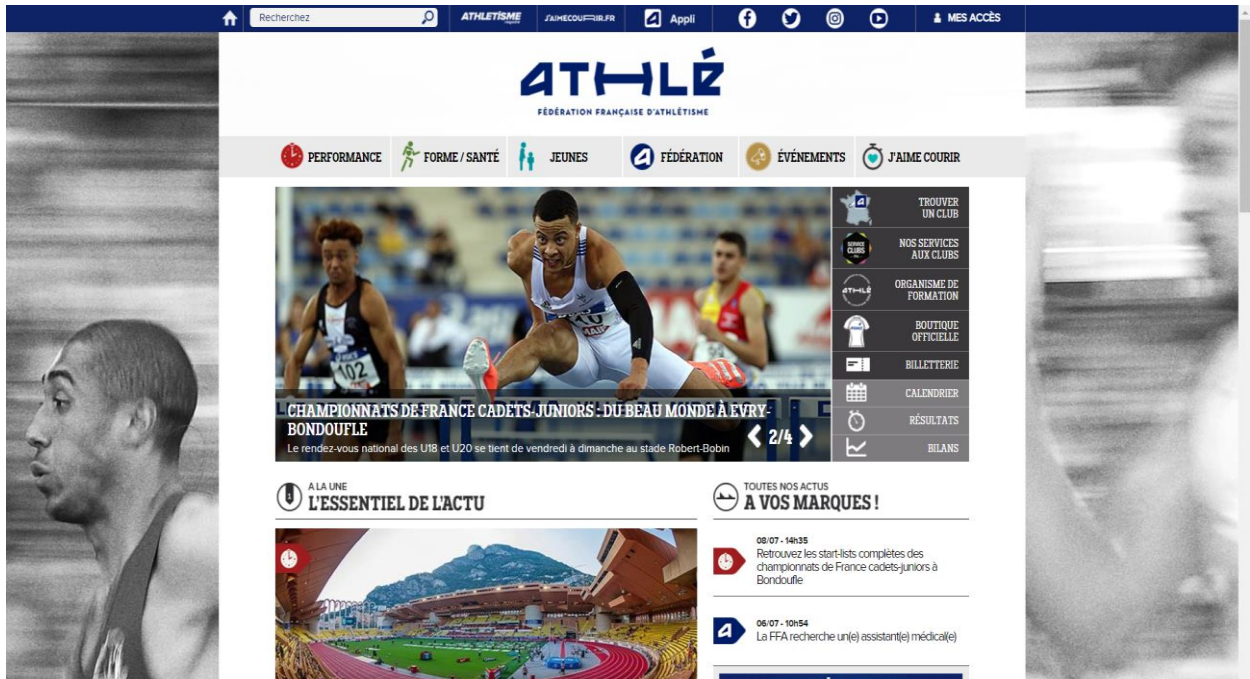 Recherchez
ATHLETISME
magazine
J'AIMECOURIR.FR
Appli
MES ACCÈS
ATHLÉ
FÉDÉRATION FRANÇAISE D'ATHLÉTISME
PERFORMANCE
FORME / SANTÉ
JEUNES
FÉDÉRATION
ÉVÉNEMENTS
J'AIME COURIR
102
CHAMPIONNATS DE FRANCE CADETS-JUNIORS : DU BEAU MONDE À EVRY-
BONDOUFLE
Le rendez-vous national des U18 et U20 se tient de vendredi à dimanche au stade Robert-Bobin
2/4
TROUVER
UN CLUB
SERVICE
CLUBS
NOS SERVICES
AUX CLUBS
ATHLÉ
ORGANISME DE
FORMATION
BOUTIQUE
OFFICIELLE
BILLETTERIE
CALENDRIER
RÉSULTATS
BILANS
A LA UNE
L'ESSENTIEL DE L'ACTU
TOUTES NOS ACTUS
A VOS MARQUES !
08/07 - 14h35
Retrouvez les start-lists complètes des
championnats de France cadets-juniors à
Bondoufle
06/07 - 10h54
La FFA recherche un(e) assistant(e) médical(e)